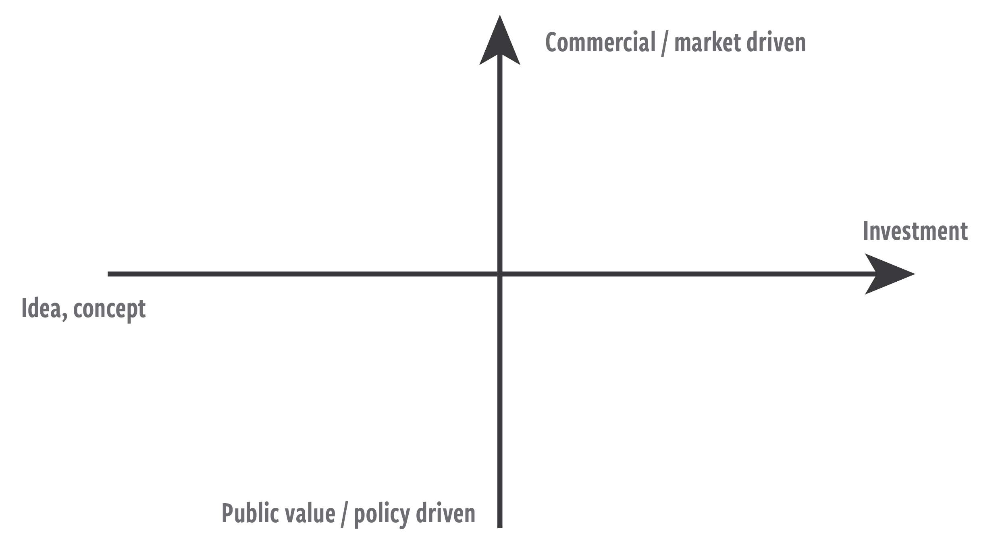 Commercial / market driven
Investment
Idea, concept
Public value / policy driven